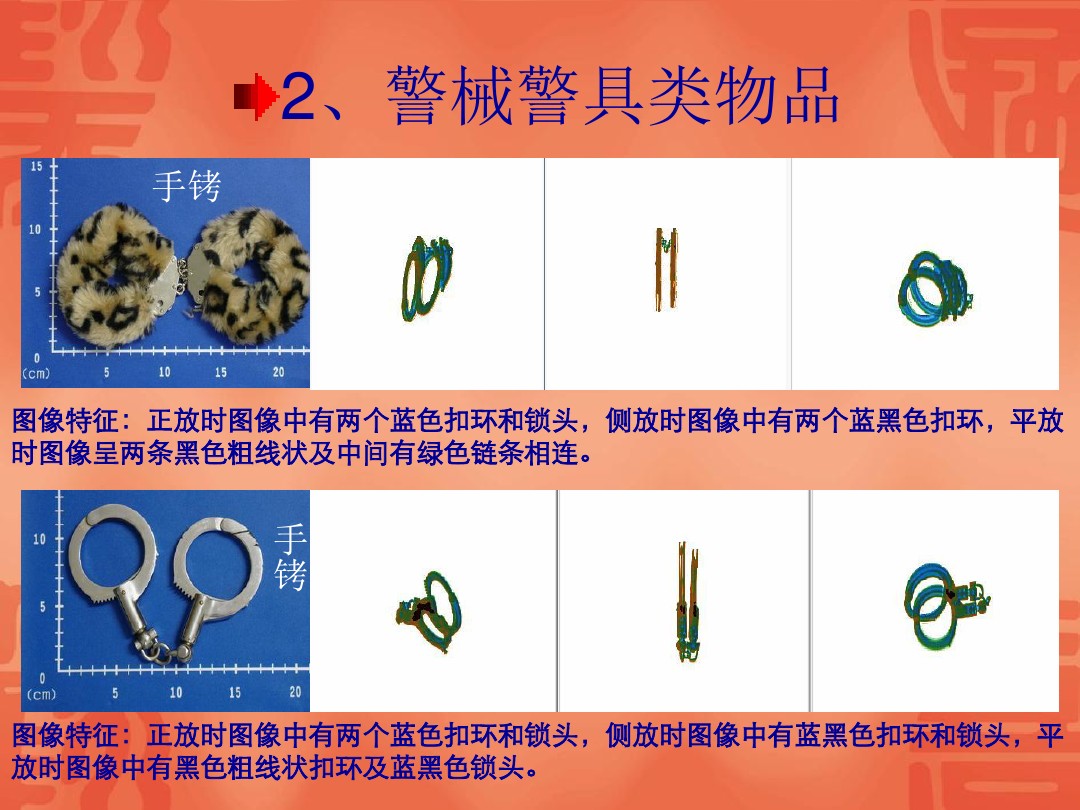 2、警械警具类物品
手铐
15
10
5
0
(cm) 5 10 15 20
图像特征：正放时图像中有两个蓝色扣环和锁头，侧放时图像中有两个蓝黑色扣环，平放
时图像呈两条黑色粗线状及中间有绿色链条相连。
手
铐
10
5
0
(cm) 5 10 15 20
图像特征：正放时图像中有两个蓝色扣环和锁头，侧放时图像中有蓝黑色扣环和锁头，平
放时图像中有黑色粗线状扣环及蓝黑色锁头。